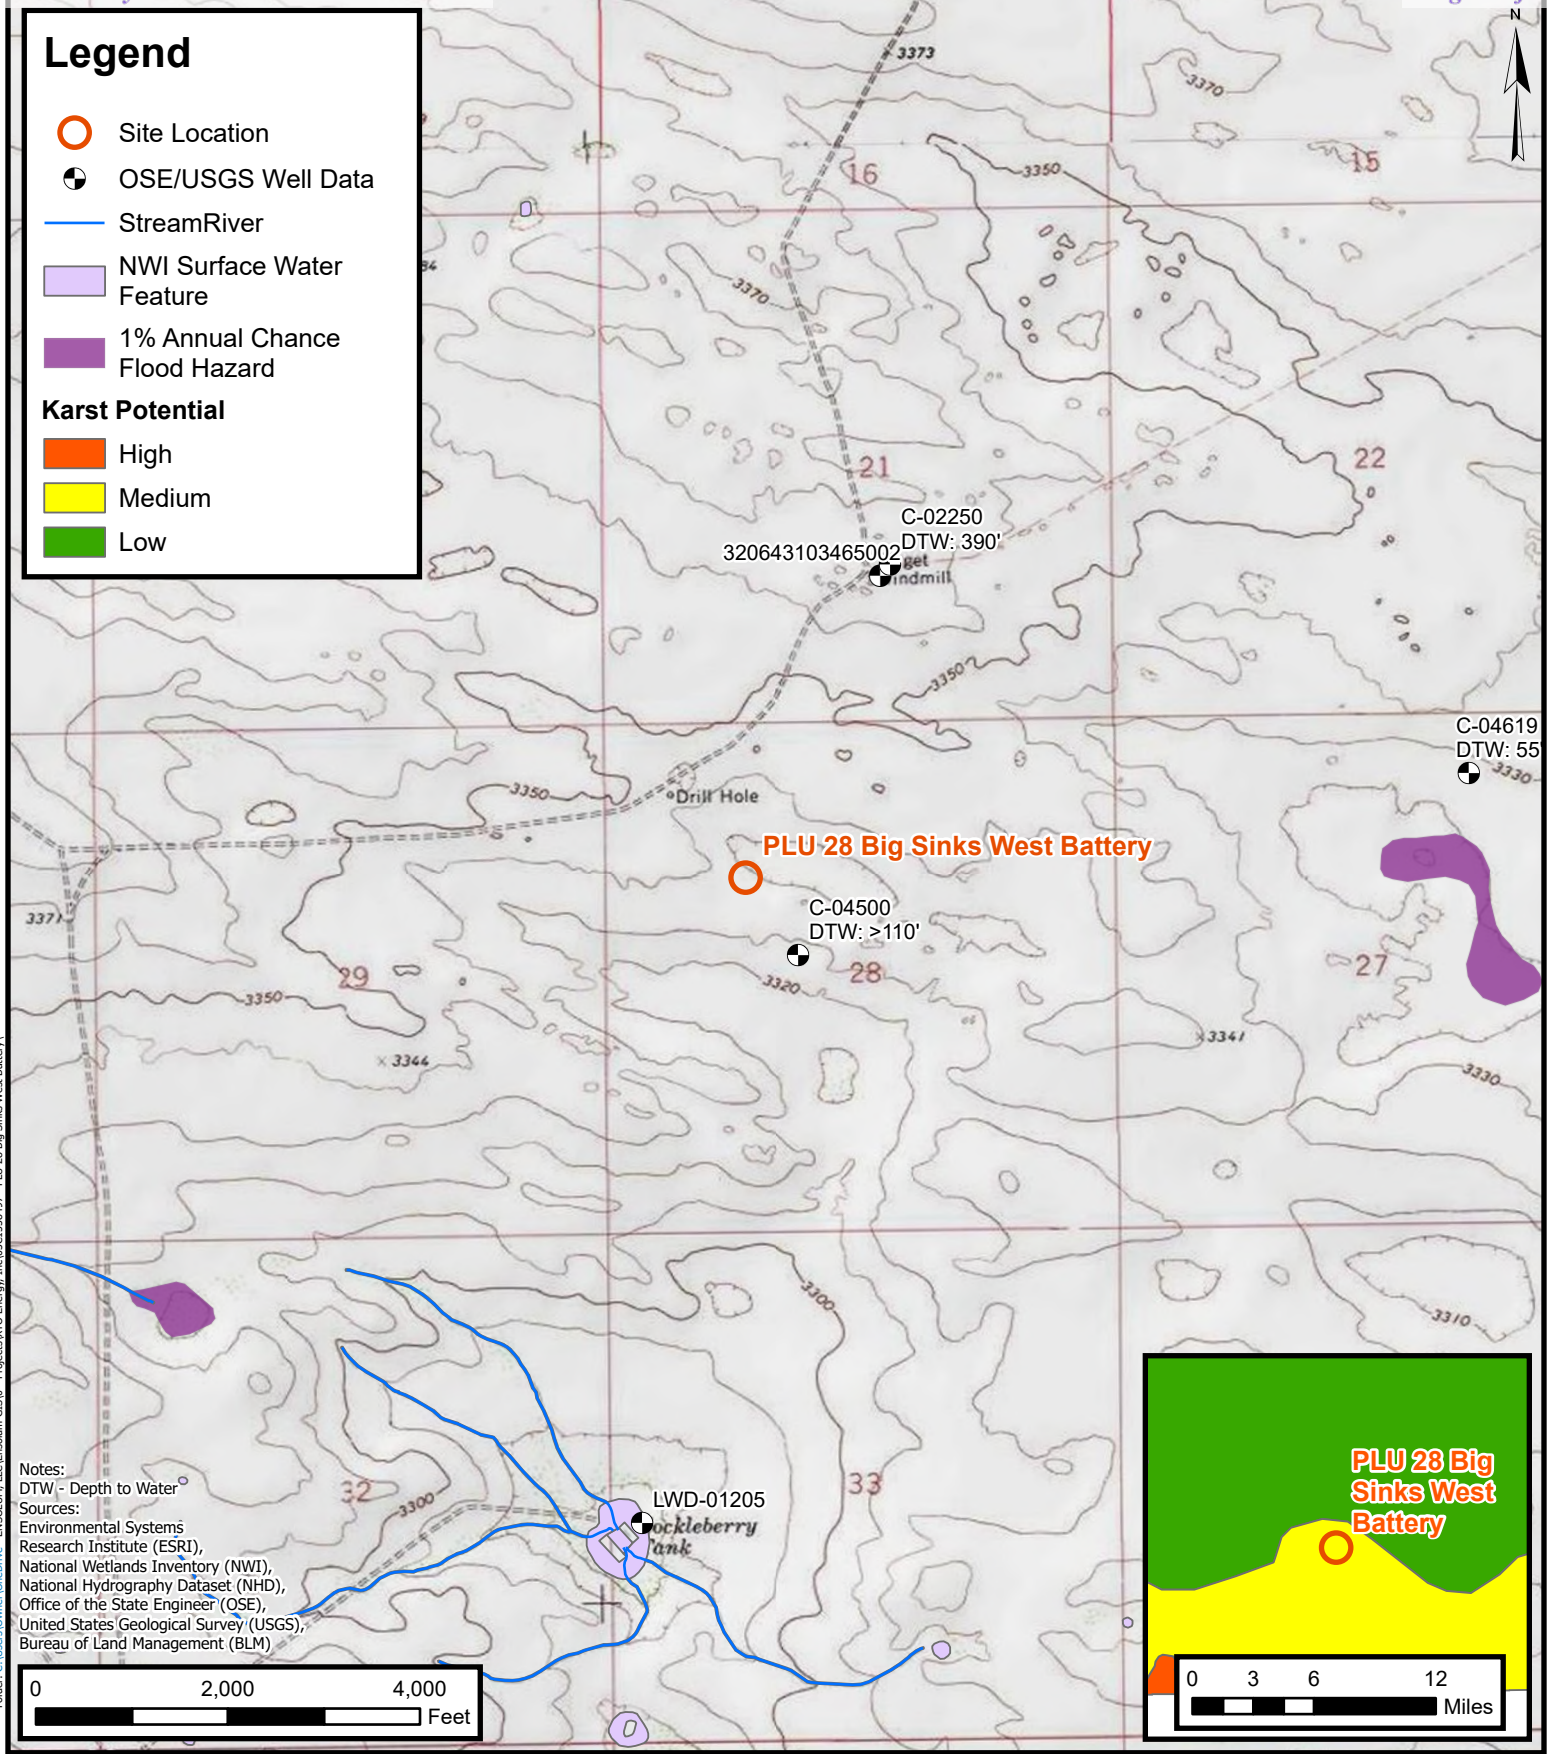 Legend
Site Location
OSE/USGS Well Data
StreamRiver
NWI Surface Water
Feature
1% Annual Chance
Flood Hazard
Karst Potential
High
Medium
Low
N
3373
3370
16
3350
15
3370
21
22
C-02250
DTW: 390'
320643103465002
3350
C-04619
DTW: 55'
3330
3350
Drill Hole
PLU 28 Big Sinks West Battery
C-04500
DTW: >110'
3371
29
28
27
3320
3350
3341
3344
3330
3300
3310
32
33
3300
LWD-01205
PLU 28 Big
Sinks West
Battery
Notes:
DTW - Depth to Water
Sources:
Environmental Systems
Research Institute (ESRI),
National Wetlands Inventory (NWI),
National Hydrography Dataset (NHD),
Office of the State Engineer (OSE),
United States Geological Survey (USGS),
Bureau of Land Management (BLM)
0 2,000 4,000
Feet
0 3 6 12
Miles